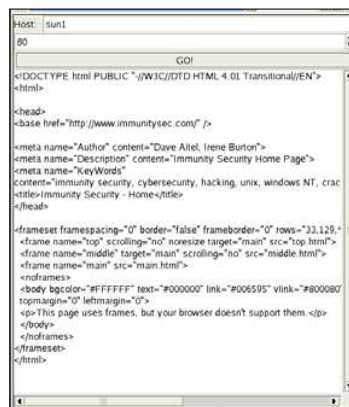 Host: sun1
80
GO!
<!DOCTYPE html PUBLIC "-//W3C//DTD HTML 4.01 Transitional//EN">
<html>
<head>
<base href="http://www.immunitysec.com/" />
<meta name="Author" content="Dave Aitel, Irene Burton">
<meta name="Description" content="Immunity Security Home Page">
<meta name="KeyWords"
content="immunity security, cybersecurity, hacking, unix, windows NT, crac
<title>Immunity Security - Home</title>
</head>
<frameset framespacing="0" border="false" frameborder="0" rows="33,129,*
<frame name="top" scrolling="no" noresize target="main" src="top.html">
<frame name="middle" target="main" scrolling="no" src="middle.html">
<frame name="main" src="main.html">
<noframes>
<body bgcolor="#FFFFFF" text="#000000" link="#006595" vlink="#800080
topmargin="0" leftmargin="0">
<p>This page uses frames, but your browser doesn't support them.</p>
</body>
</noframes>
</frameset>
</html>